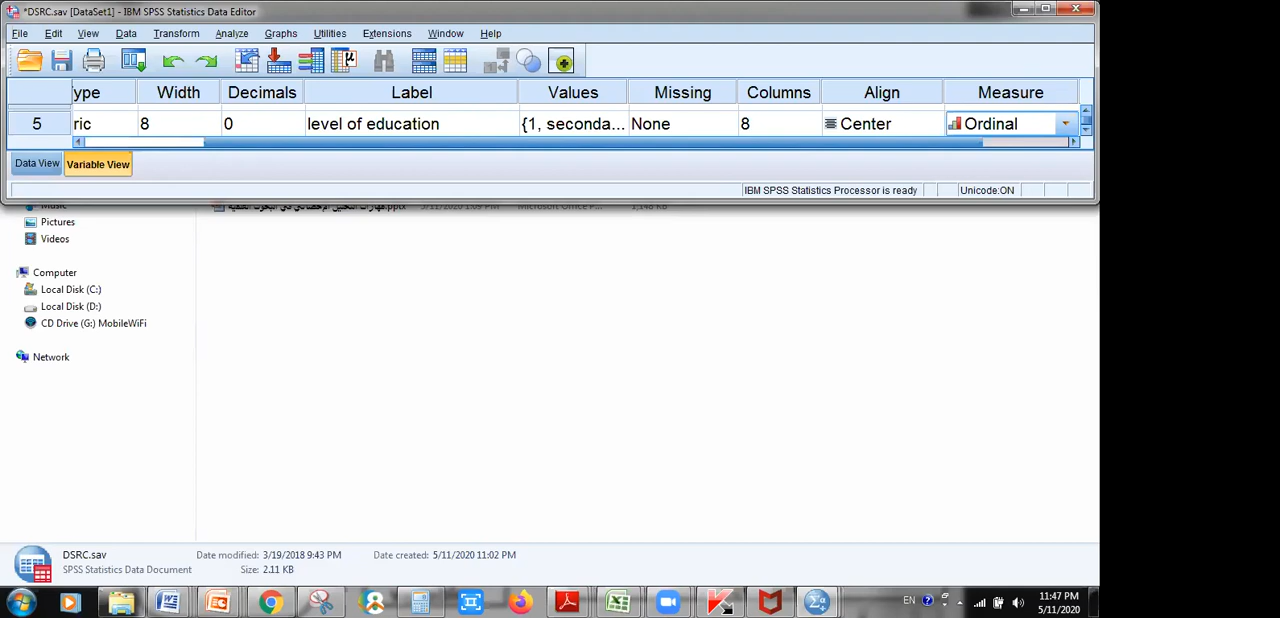 *DSRC.sav [DataSet1] - IBM SPSS Statistics Data Editor
File Edit View Data Transform Analyze Graphs Utilities Extensions Window Help
ype Width Decimals Label Values Missing Columns Align Measure
5 ric 8 0 level of education {1, seconda... None 8 Center Ordinal
Data View Variable View
IBM SPSS Statistics Processor is ready Unicode:ON
Pictures
Videos
Computer
Local Disk (C:)
Local Disk (D:)
CD Drive (G:) MobileWiFi
Network
DSRC.sav Date modified: 3/19/2018 9:43 PM Date created: 5/11/2020 11:02 PM
SPSS Statistics Data Document Size: 2.11 KB
EN 11:47 PM
5/11/2020